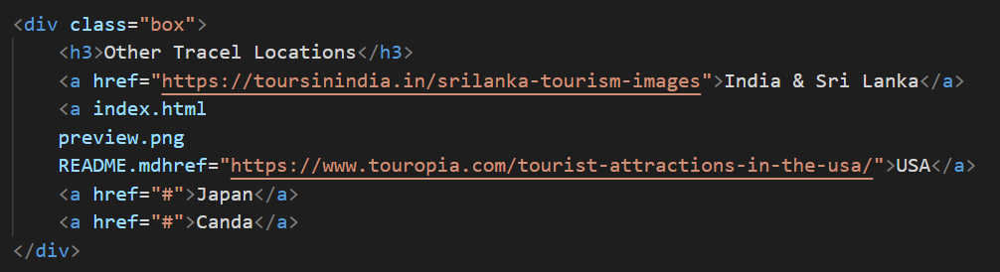 <div class="box">
<h3>Other Tracel Locations</h3>
<a href="https://toursinindia.in/srilanka-tourism-images">India & Sri Lanka</a>
<a index.html
preview.png
README.mdhref="https://www.touropia.com/tourist-attractions-in-the-usa/">USA</a>
<a href="#">Japan</a>
<a href="#">Canda</a>
</div>